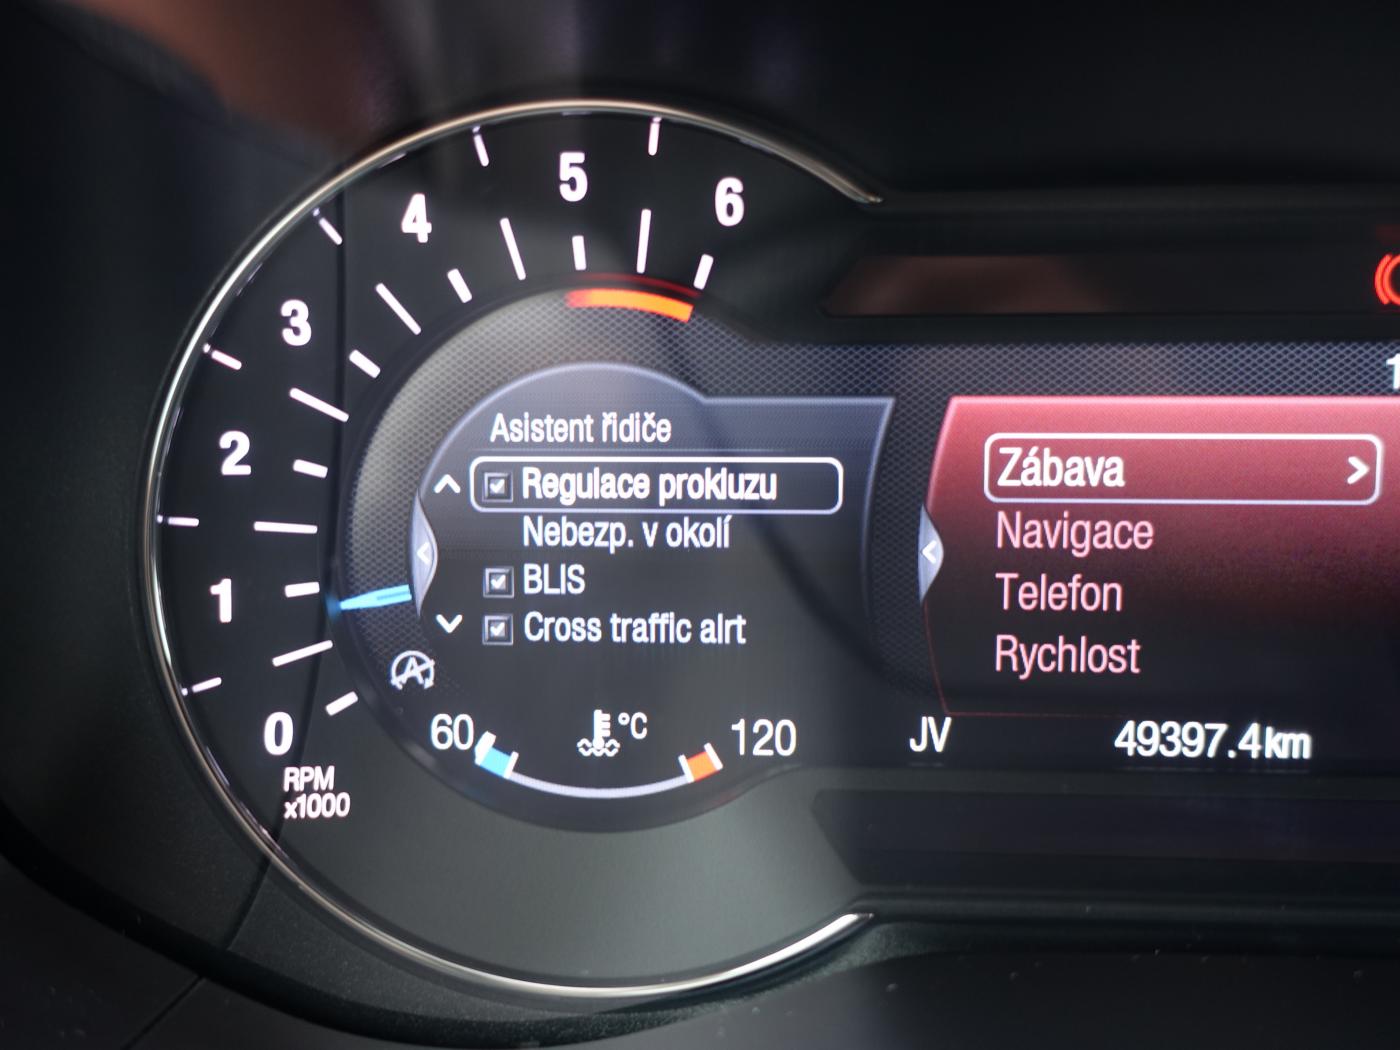 6
5
4
3
2
1
0
RPM
x1000
Asistent řidiče
Regulace prokluzu
Nebezp. v okolí
BLIS
Cross traffic alrt
60
°C
120
Zábava
Navigace
Telefon
Rychlost
JV
49397.4km